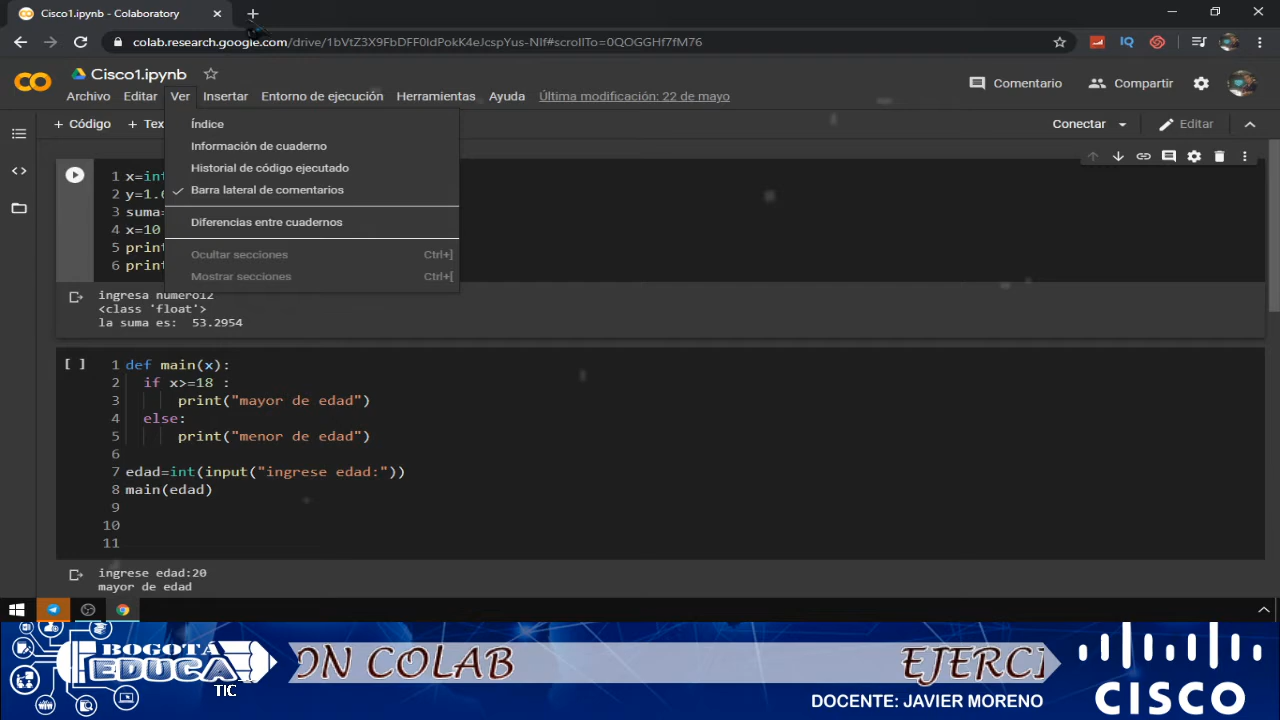 Cisco1.ipynb - Colaboratory
colab.research.google.com/drive/1bVtZ3X9FbDFF0ldPokK4eJcspYus-NIf#scrollTo=0QOGGHf7fM76
Cisco1.ipynb
Comentario
Compartir
Archivo Editar Ver Insertar Entorno de ejecución Herramientas Ayuda Última modificación: 22 de mayo
+ Código + Tex
Conectar
Editar
Índice
Información de cuaderno
Historial de código ejecutado
Barra lateral de comentarios
Diferencias entre cuadernos
Ocultar secciones Ctrl+]
Mostrar secciones Ctrl+[
1 x=int
2 y=1.
3 suma=
4 x=10
5 print
6 print
ingresa numero12
<class 'float'>
la suma es: 53.2954
[ ]
1 def main(x):
2 if x>=18 :
3 print("mayor de edad")
4 else:
5 print("menor de edad")
6
7 edad=int(input("ingrese edad:"))
8 main(edad)
9
10
11
ingrese edad:20
mayor de edad
BOGOTA
EDUCA
TIC
ON COLAB
EJERCI
DOCENTE: JAVIER MORENO
CISCO